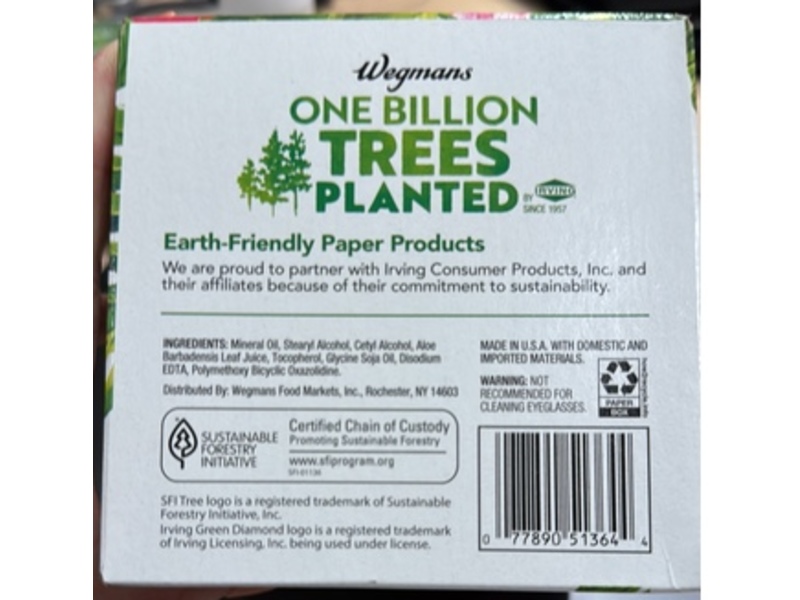 Wegmans
ONE BILLION
TREES
PLANTED
BY IRVING
SINCE 1957
Earth-Friendly Paper Products
We are proud to partner with Irving Consumer Products, Inc. and
their affiliates because of their commitment to sustainability.
INGREDIENTS: Mineral Oil, Stearyl Alcohol, Cetyl Alcohol, Aloe
Barbadensis Leaf Juice, Tocopherol, Glycine Soja Oil, Disodium
EDTA, Polymethoxy Bicyclic Oxazolidine.
Distributed By: Wegmans Food Markets, Inc., Rochester, NY 14603
SUSTAINABLE
FORESTRY
INITIATIVE
Certified Chain of Custody
Promoting Sustainable Forestry
www.sfiprogram.org
SFI-01136
SFI Tree logo is a registered trademark of Sustainable
Forestry Initiative, Inc.
Irving Green Diamond logo is a registered trademark
of Irving Licensing, Inc. being used under license.
MADE IN U.S.A. WITH DOMESTIC AND
IMPORTED MATERIALS.
WARNING: NOT
RECOMMENDED FOR
CLEANING EYEGLASSES.
PAPER
BOX
0 77890 51364 4